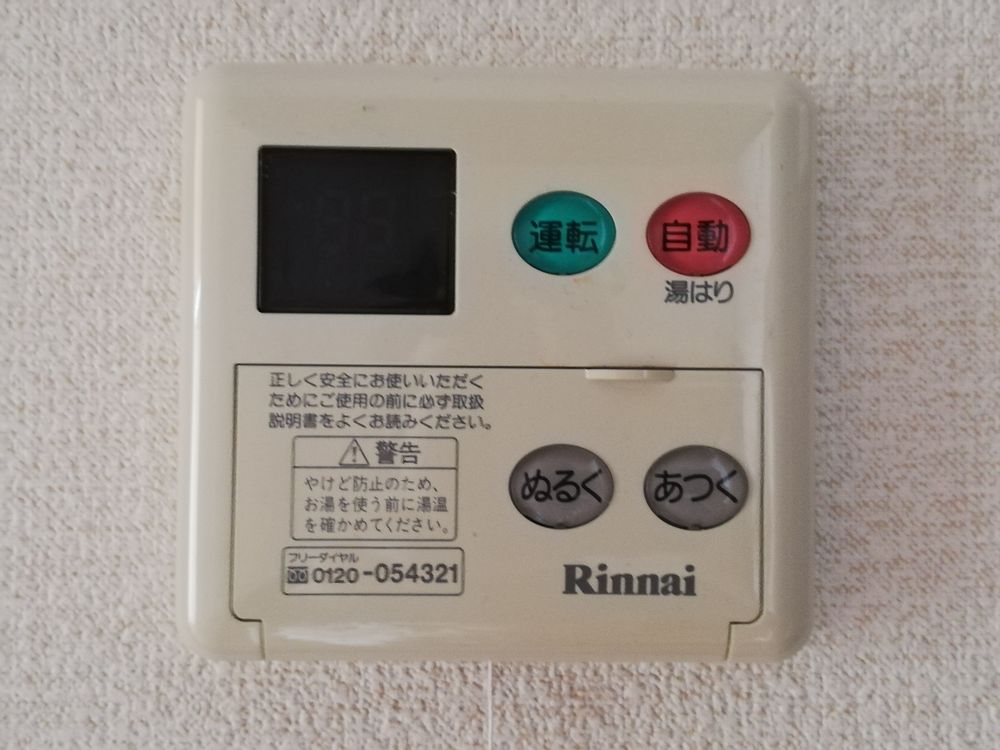 運転
自動
湯はり
正しく安全にお使いいただく
ためにご使用の前に必ず取扱
説明書をよくお読みください。
警告
やけど防止のため、
お湯を使う前に湯温
を確かめてください。
フリーダイヤル
0120-054321
ぬるく
あつく
Rinnai